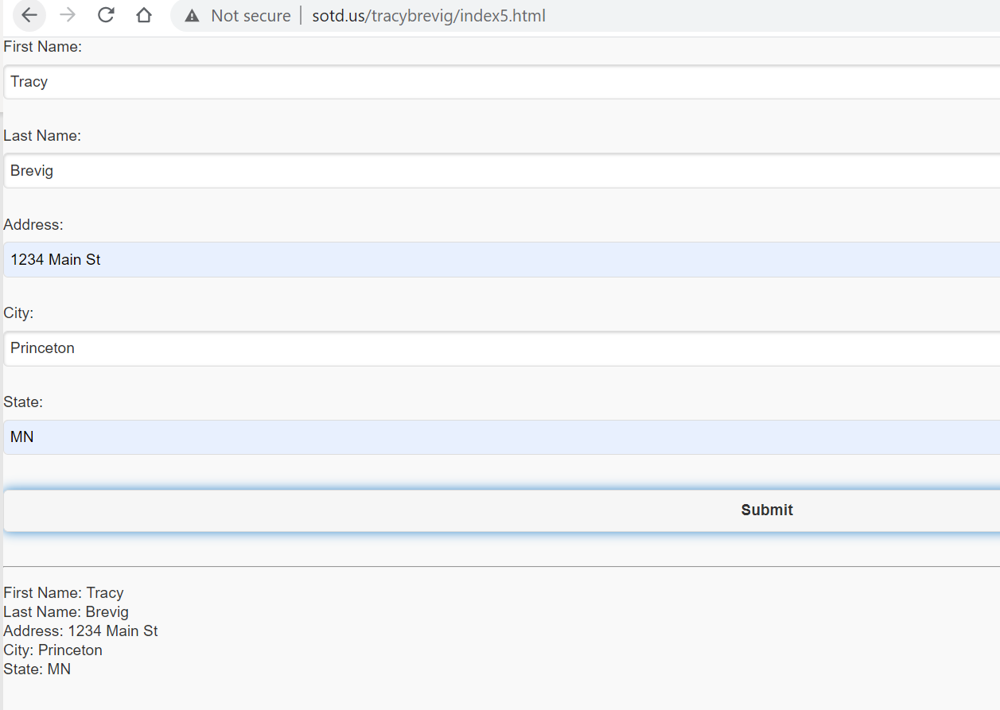 Not secure sotd.us/tracybrevig/index5.html
First Name:
Tracy
Last Name:
Brevig
Address:
1234 Main St
City:
Princeton
State:
MN
Submit
First Name: Tracy
Last Name: Brevig
Address: 1234 Main St
City: Princeton
State: MN